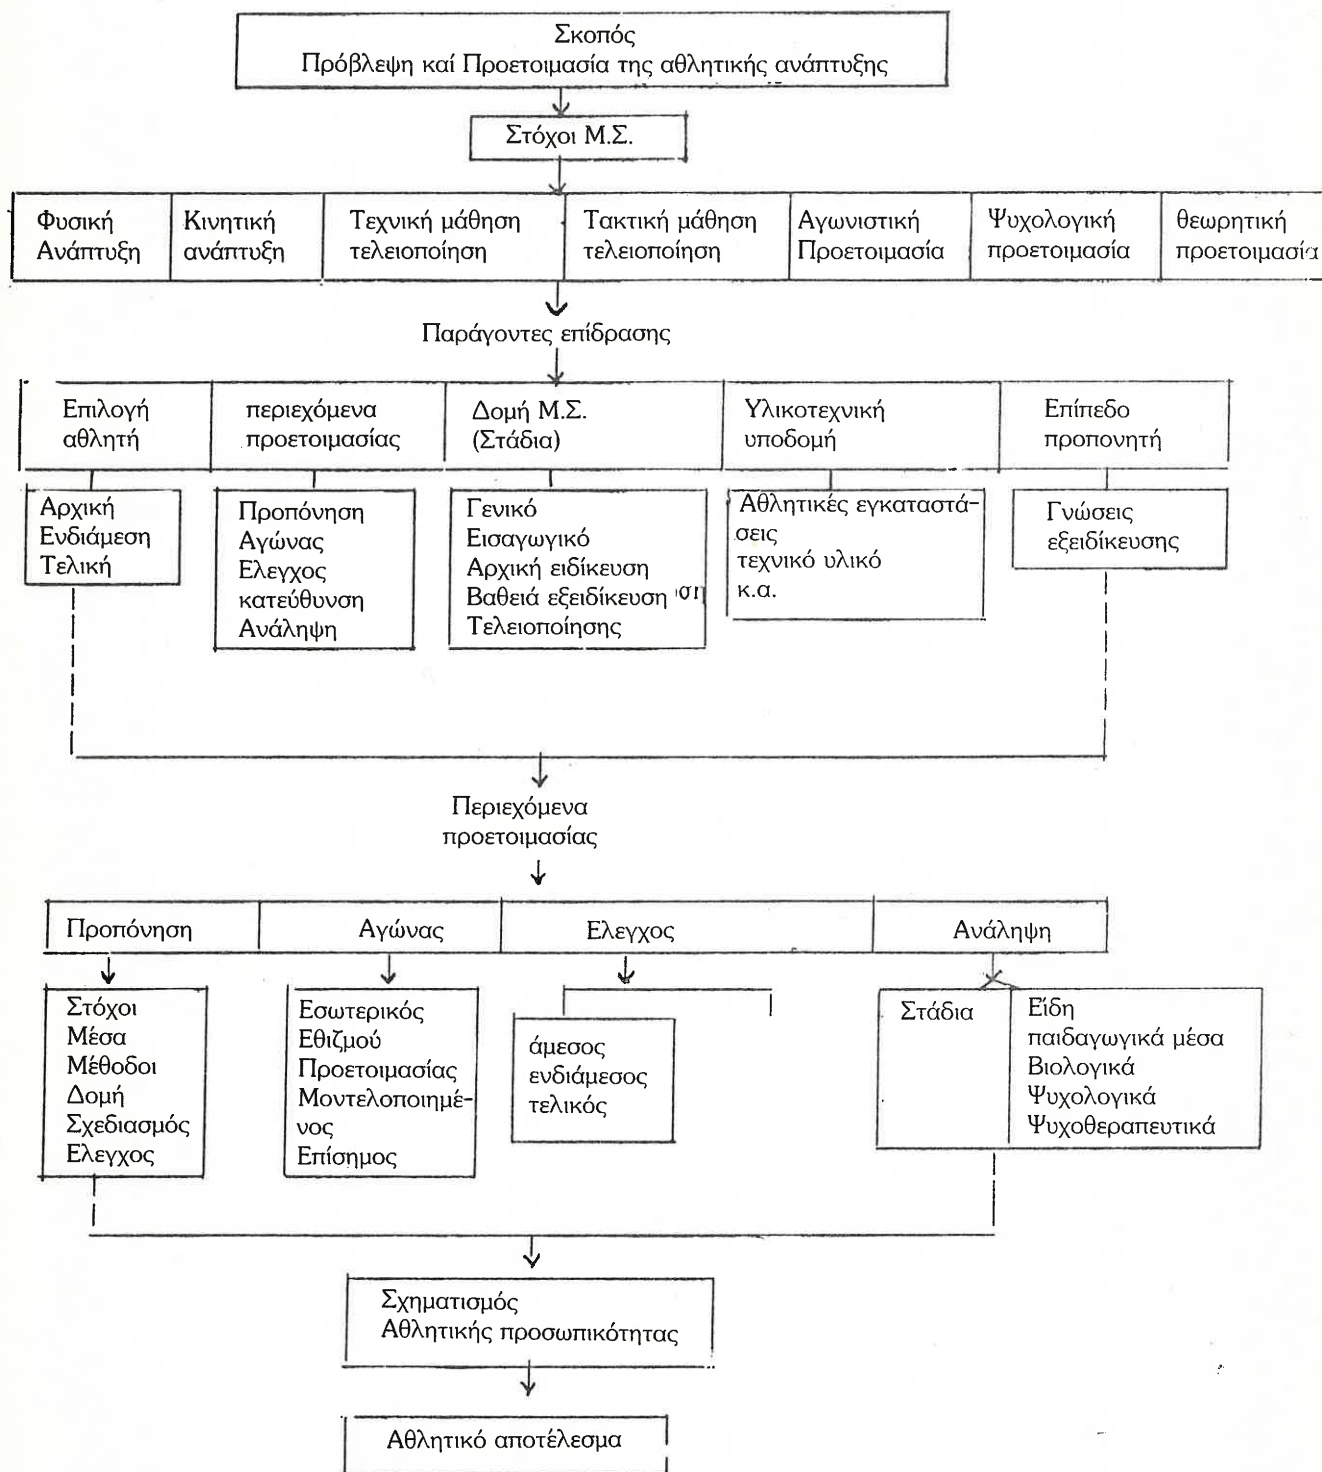 Σκοπός
Πρόβλεψη καί Προετοιμασία της αθλητικής ανάπτυξης
Στόχοι Μ.Σ.
Φυσική
Ανάπτυξη
Κινητική
ανάπτυξη
Τεχνική μάθηση
τελειοποίηση
Τακτική μάθηση
τελειοποίηση
Αγωνιστική
Προετοιμασία
Ψυχολογική
προετοιμασία
θεωρητική
προετοιμασία
Παράγοντες επίδρασης
Επιλογή
αθλητή
περιεχόμενα
προετοιμασίας
Δομή Μ.Σ.
(Στάδια)
Υλικοτεχνική
υποδομή
Επίπεδο
προπονητή
Αρχική
Ενδιάμεση
Τελική
Προπόνηση
Αγώνας
Ελεγχος
κατεύθυνση
Ανάληψη
Γενικό
Εισαγωγικό
Αρχική ειδίκευση
Βαθειά εξειδίκευση ση
Τελειοποίησης
Αθλητικές εγκαταστά-
σεις
τεχνικό υλικό
κ.α.
Γνώσεις
εξειδίκευσης
Περιεχόμενα
προετοιμασίας
Προπόνηση
Αγώνας
Ελεγχος
Ανάληψη
Στόχοι
Μέσα
Μέθοδοι
Δομή
Σχεδιασμός
Ελεγχος
Εσωτερικός
Εθιζμού
Προετοιμασίας
Μοντελοποιημέ-
νος
Επίσημος
άμεσος
ενδιάμεσος
τελικός
Στάδια
Είδη
παιδαγωγικά μέσα
Βιολογικά
Ψυχολογικά
Ψυχοθεραπευτικά
Σχηματισμός
Αθλητικής προσωπικότητας
Αθλητικό αποτέλεσμα